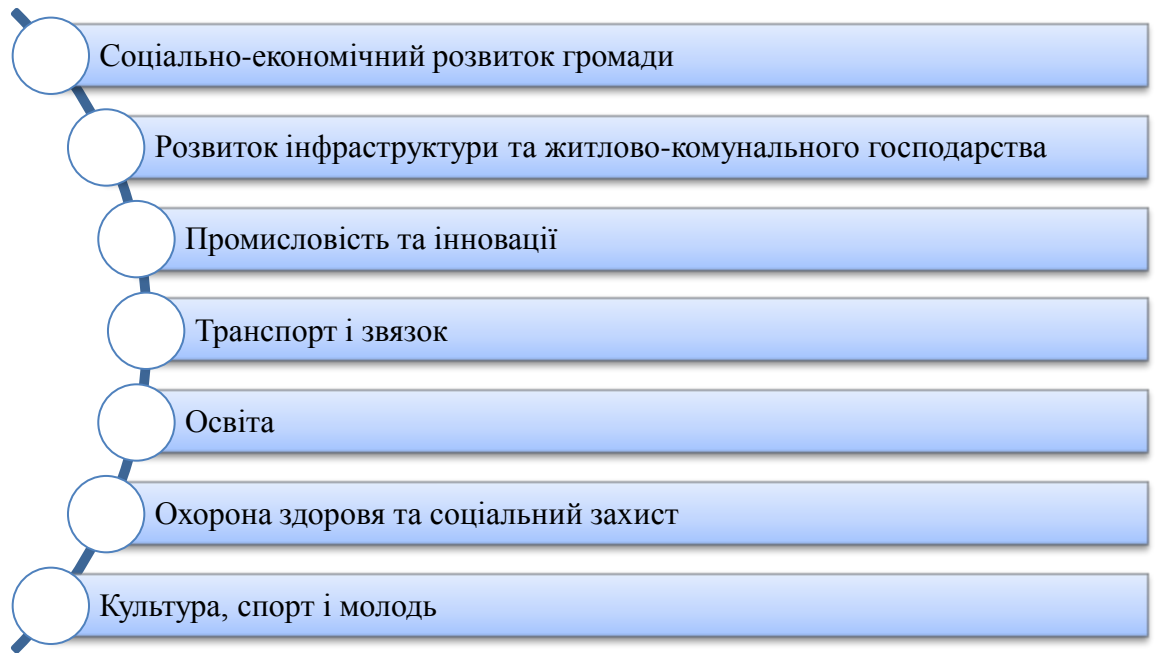 Соціально-економічний розвиток громади
Розвиток інфраструктури та житлово-комунального господарства
Промисловість та інновації
Транспорт і звязок
Освіта
Охорона здоровя та соціальний захист
Культура, спорт і молодь